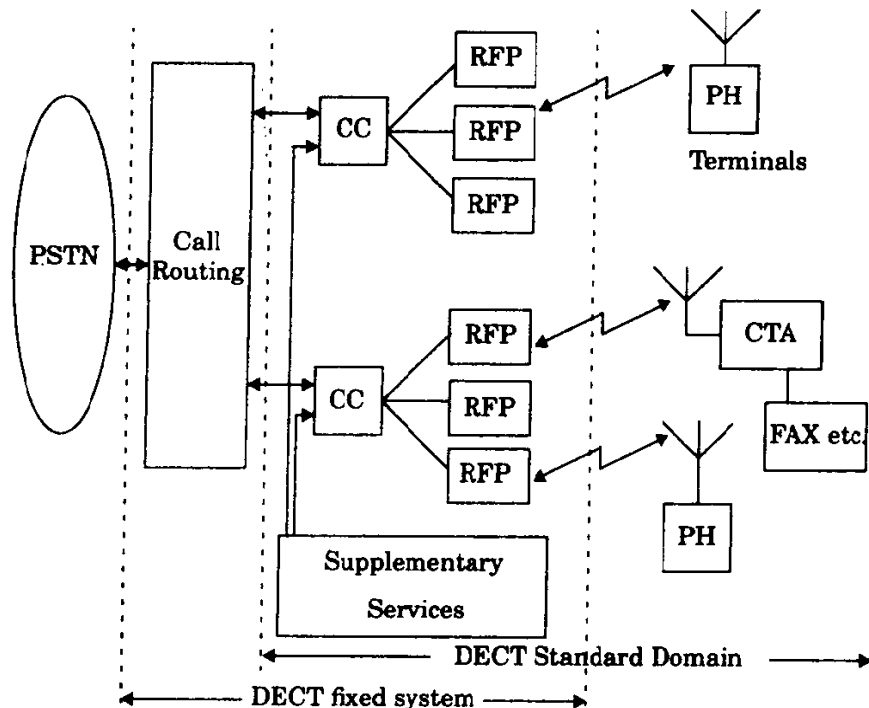 RFP
PH
CC
RFP
Terminals
RFP
PSTN
Call
Routing
RFP
CTA
CC
RFP
FAX etc.
RFP
PH
Supplementary
Services
DECT Standard Domain
DECT fixed system